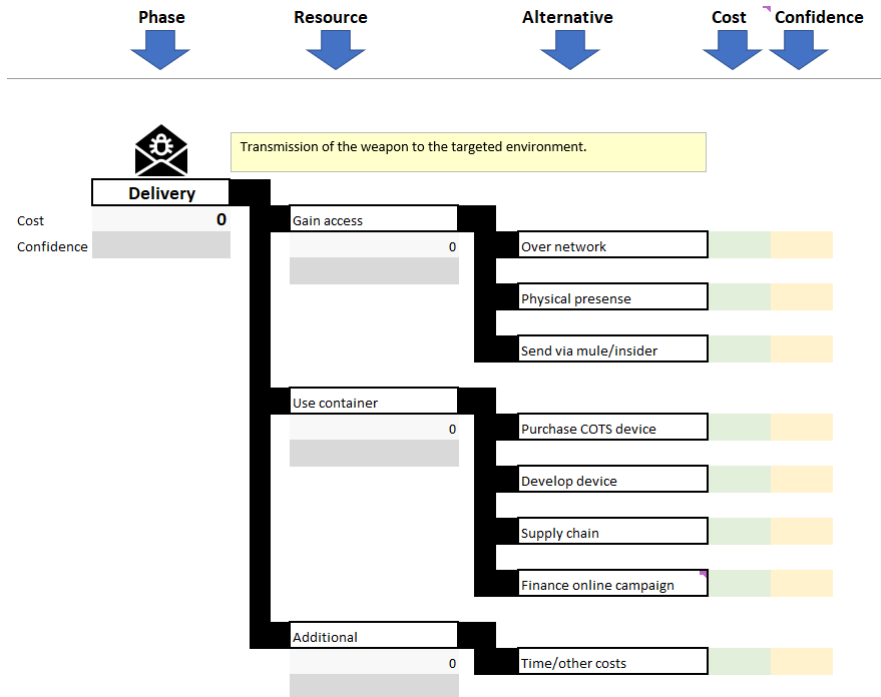 Phase Resource Alternative Cost Confidence
Transmission of the weapon to the targeted environment.
Delivery
Cost 0 Gain access
Confidence 0 Over network
Physical presense
Send via mule/insider
Use container
0 Purchase COTS device
Develop device
Supply chain
Finance online campaign
Additional
0 Time/other costs